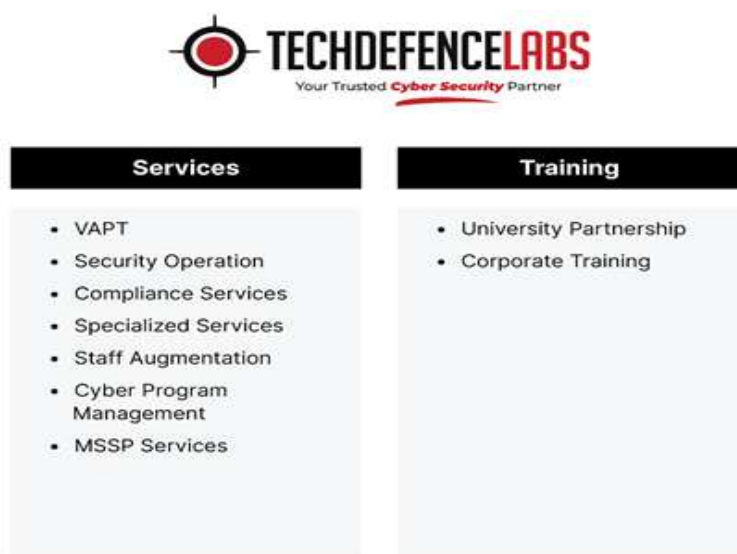 TECHDEFENCELABS
Your Trusted Cyber Security Partner
Services
• VAPT
• Security Operation
• Compliance Services
• Specialized Services
• Staff Augmentation
• Cyber Program
Management
• MSSP Services
Training
• University Partnership
• Corporate Training